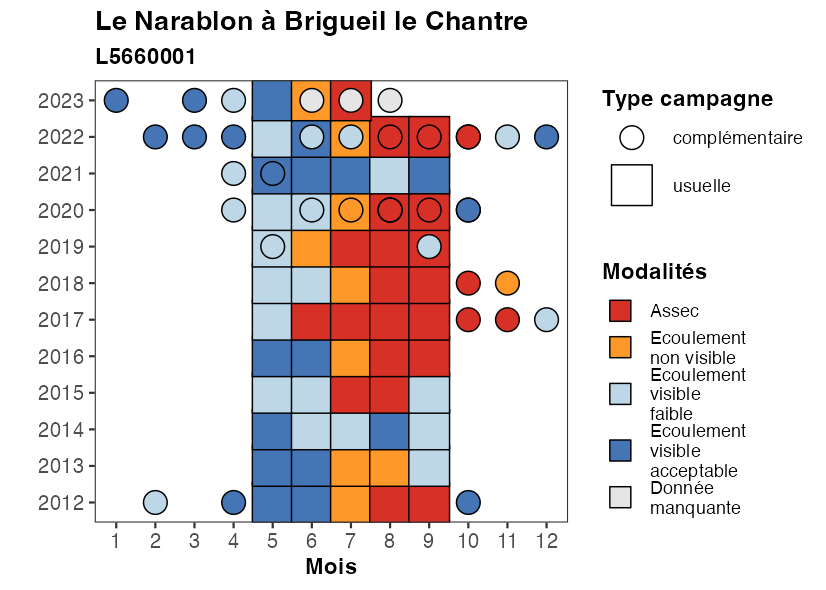 Le Narablon à Brigueil le Chantre
L5660001
2023
2022
2021
2020
2019
2018
2017
2016
2015
2014
2013
2012
1 2 3 4 5 6 7 8 9 10 11 12
Mois
Type campagne
complémentaire
usuelle
Modalités
Assec
Ecoulement
non visible
Ecoulement
visible
faible
Ecoulement
visible
acceptable
Donnée
manquante